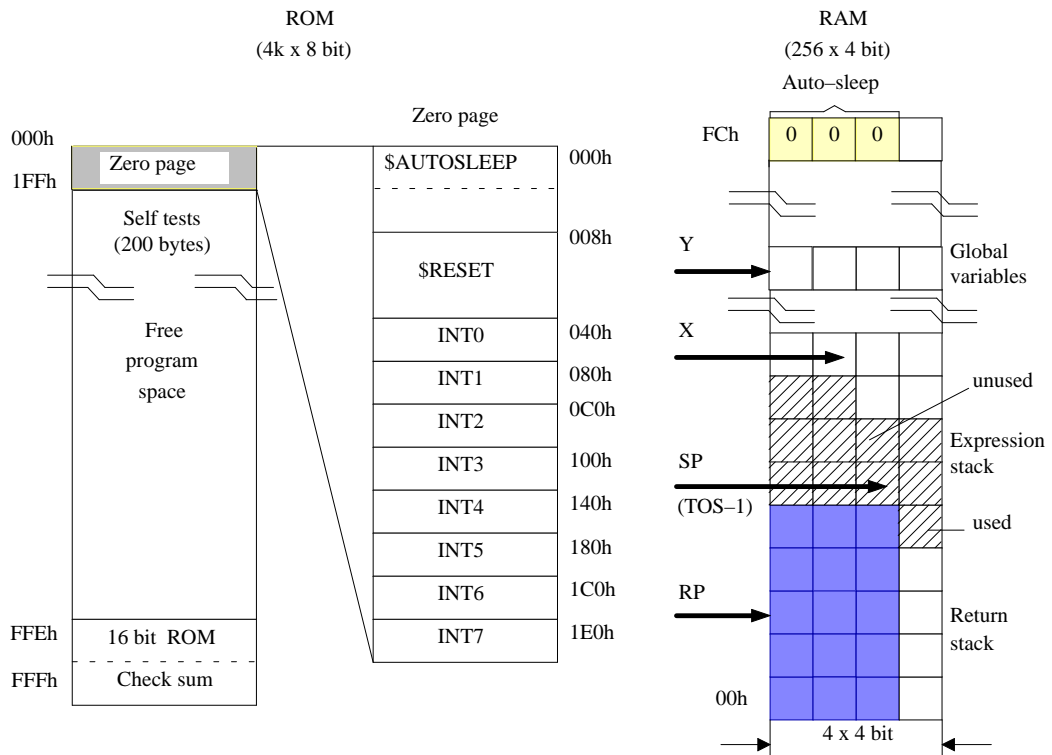 ROM
(4k x 8 bit)
Zero page
000h
Zero page
1FFh
Self tests
(200 bytes)
Free
program
space
FFEh
16 bit ROM
FFFh
Check sum
$AUTOSLEEP
000h
008h
$RESET
INT0
040h
INT1
080h
INT2
0C0h
INT3
100h
INT4
140h
INT5
180h
INT6
1C0h
INT7
1E0h
RAM
(256 x 4 bit)
Auto–sleep
FCh
0 0 0
Y
Global
variables
X
unused
Expression
stack
SP
(TOS–1)
used
RP
Return
stack
00h
4 x 4 bit